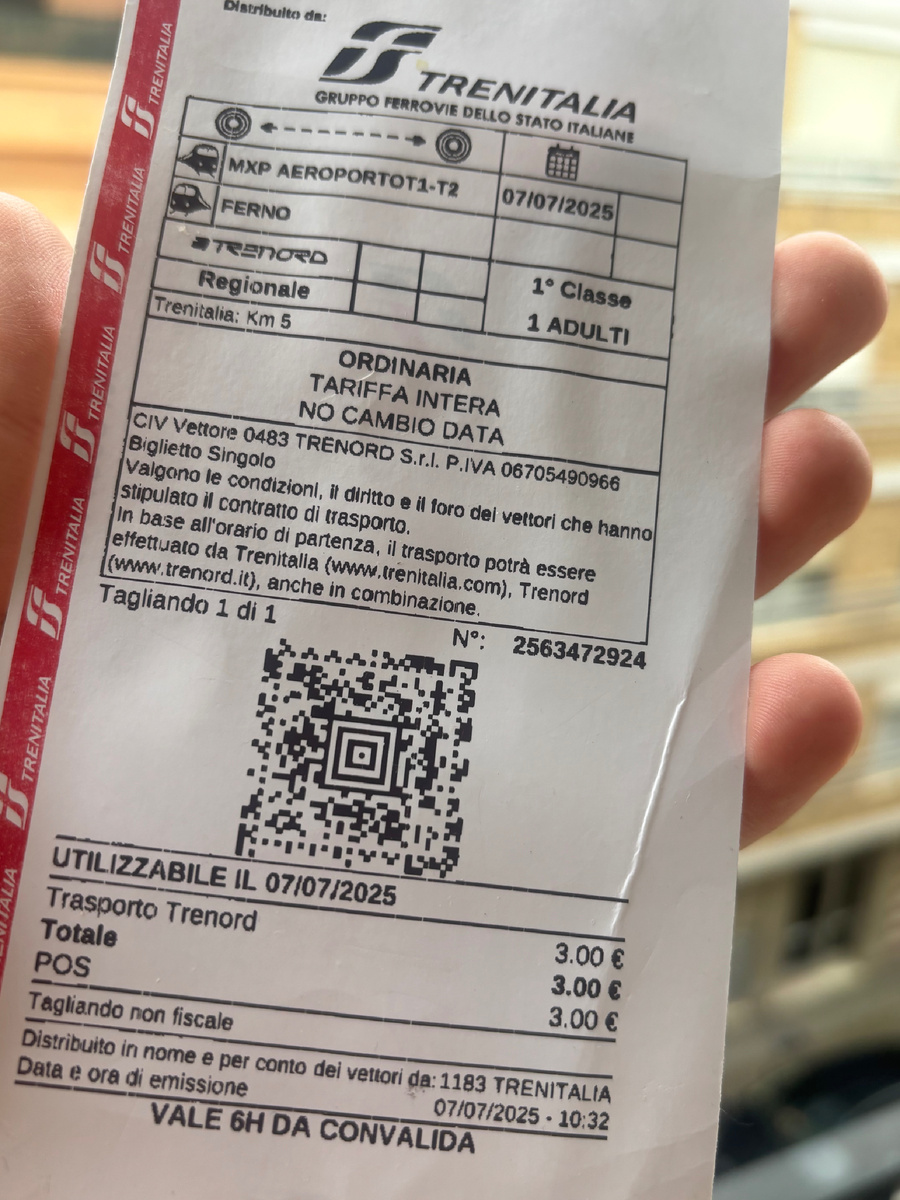 Distribuito da:
TRENITALIA
GRUPPO FERROVIE DELLO STATO ITALIANE
MXP AEROPORTOT1-T2
07/07/2025
FERNO
TRENORD
Regionale
1° Classe
1 ADULTI
Trenitalia: Km 5
ORDINARIA
TARIFFA INTERA
NO CAMBIO DATA
CIV Vettore 0483 TRENORD S.r.l. P.IVA 06705490966
Biglietto Singolo
Valgono le condizioni, il diritto e il foro dei vettori che hanno
stipulato il contratto di trasporto.
In base all'orario di partenza, il trasporto potrà essere
effettuato da Trenitalia (www.trenitalia.com), Trenord
(www.trenord.it), anche in combinazione.
Tagliando 1 di 1
N°: 2563472924
UTILIZZABILE IL 07/07/2025
Trasporto Trenord 3.00 €
Totale 3.00 €
POS 3.00 €
Tagliando non fiscale
Distribuito in nome e per conto dei vettori da: 1183 TRENITALIA
Data e ora di emissione 07/07/2025 - 10:32
VALE 6H DA CONVALIDA
TRENITALIA
TRENITALIA
TRENITALIA
TRENITALIA
TRENITALIA
ENITALIA